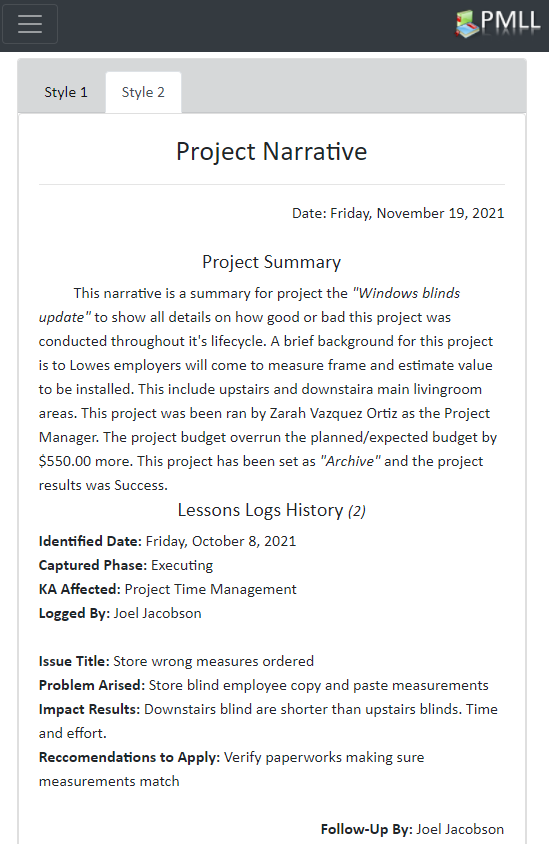 PMLL
Style 1
Style 2
Project Narrative
Date: Friday, November 19, 2021
Project Summary
This narrative is a summary for project the "Windows blinds
update" to show all details on how good or bad this project was
conducted throughout it's lifecycle. A brief background for this project
is to Lowes employers will come to measure frame and estimate value
to be installed. This include upstairs and downstaira main livingroom
areas. This project was been ran by Zarah Vazquez Ortiz as the Project
Manager. The project budget overrun the planned/expected budget by
$550.00 more. This project has been set as "Archive" and the project
results was Success.
Lessons Logs History (2)
Identified Date: Friday, October 8, 2021
Captured Phase: Executing
KA Affected: Project Time Management
Logged By: Joel Jacobson
Issue Title: Store wrong measures ordered
Problem Arised: Store blind employee copy and paste measurements
Impact Results: Downstairs blind are shorter than upstairs blinds. Time
and effort.
Reccomendations to Apply: Verify paperworks making sure
measurements match
Follow-Up By: Joel Jacobson